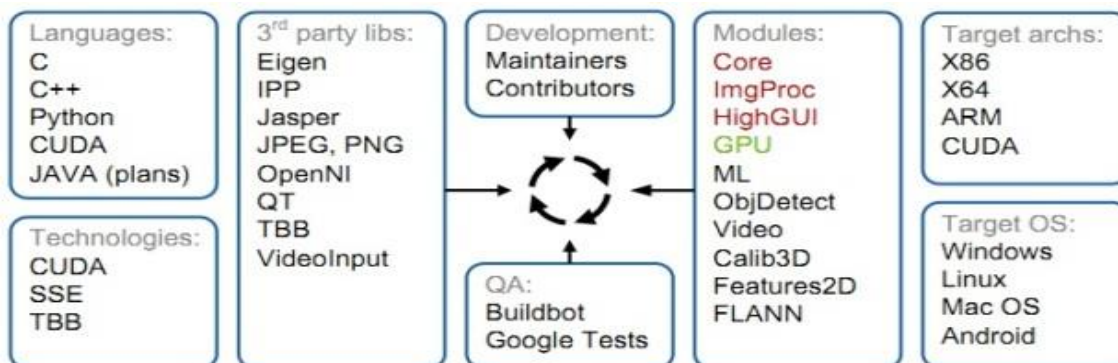 Languages:
C
C++
Python
CUDA
JAVA (plans)
Technologies:
CUDA
SSE
TBB
3rd party libs:
Eigen
IPP
Jasper
JPEG, PNG
OpenNI
QT
TBB
VideoInput
Development:
Maintainers
Contributors
QA:
Buildbot
Google Tests
Modules:
Core
ImgProc
HighGUI
GPU
ML
ObjDetect
Video
Calib3D
Features2D
FLANN
Target archs:
X86
X64
ARM
CUDA
Target OS:
Windows
Linux
Mac OS
Android